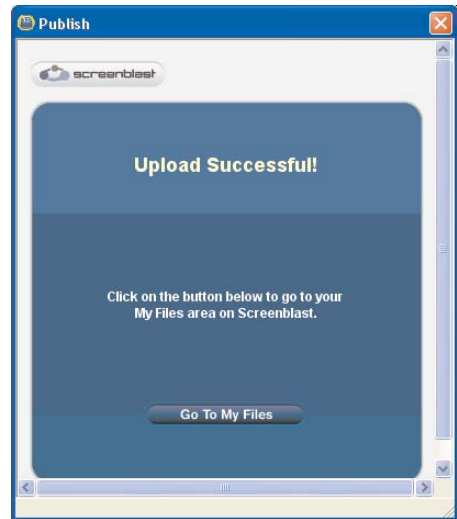 Publish
screenblast
Upload Successful!
Click on the button below to go to your
My Files area on Screenblast.
Go To My Files